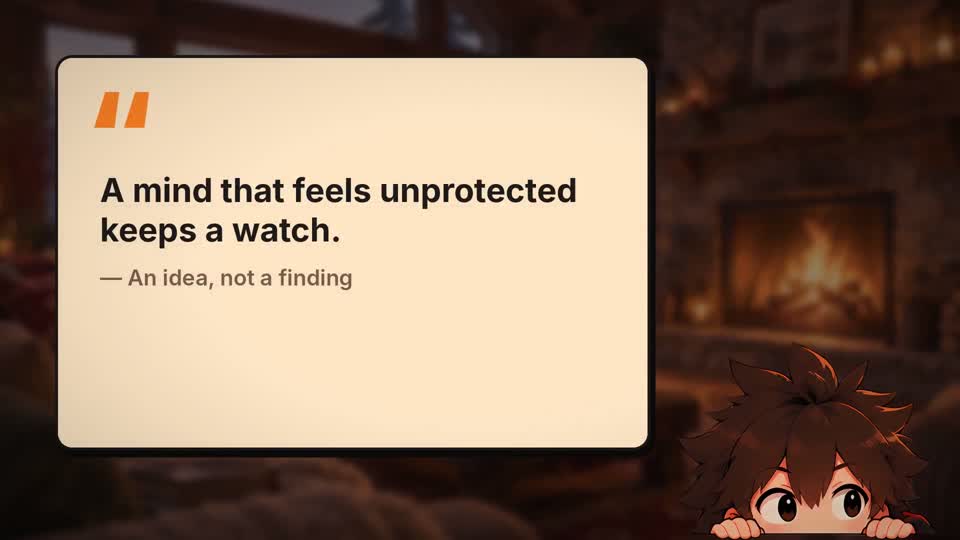 “
A mind that feels unprotected
keeps a watch.
— An idea, not a finding